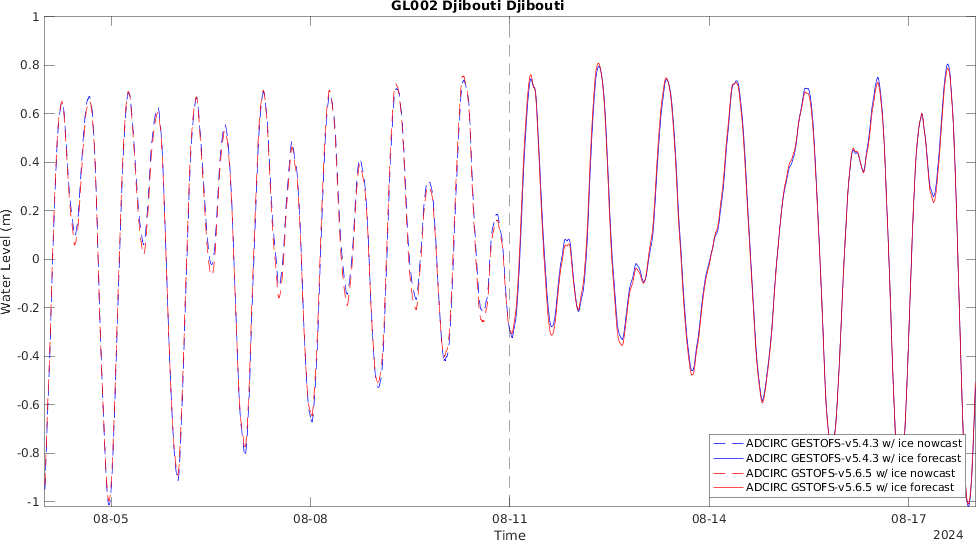 GL002 Djibouti Djibouti
Water Level (m)
1
0.8
0.6
0.4
0.2
0
-0.2
-0.4
-0.6
-0.8
-1
ADCIRC GESTOFS-v5.4.3 w/ ice nowcast
ADCIRC GESTOFS-v5.4.3 w/ ice forecast
ADCIRC GSTOFS-v5.6.5 w/ ice nowcast
ADCIRC GSTOFS-v5.6.5 w/ ice forecast
08-05 08-08 08-11 08-14 08-17
Time
2024